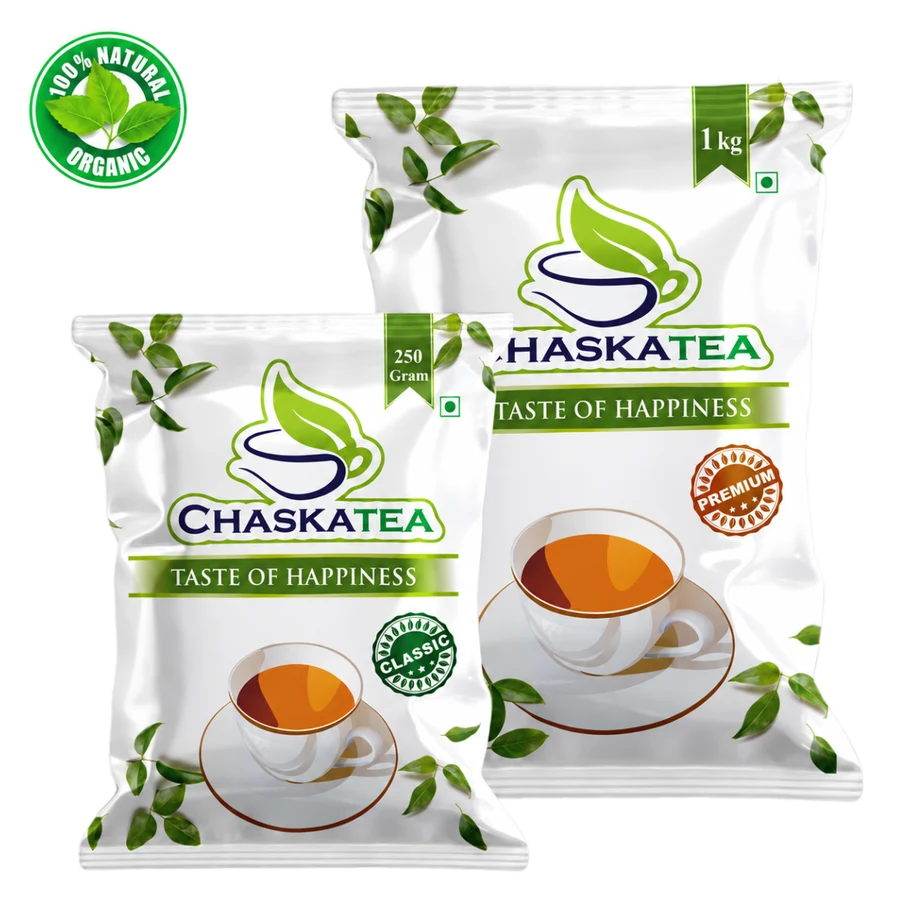 100% NATURAL
ORGANIC
1 kg
CHASKATEA
TASTE OF HAPPINESS
PREMIUM
250
Gram
CHASKATEA
TASTE OF HAPPINESS
CLASSIC